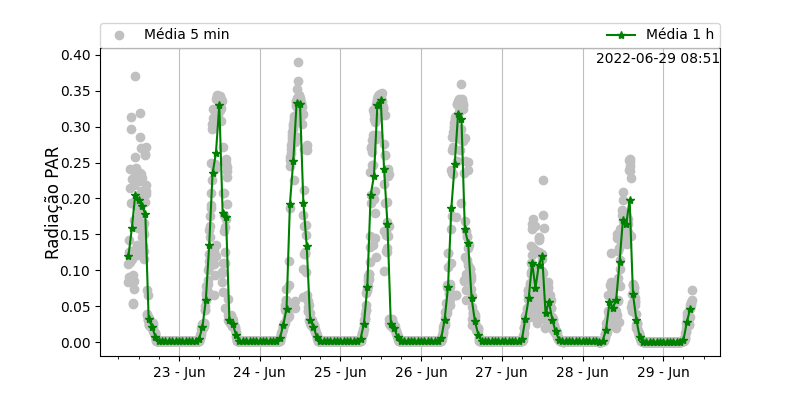 Média 5 min
Média 1 h
2022-06-29 08:51
Radiação PAR
0.40
0.35
0.30
0.25
0.20
0.15
0.10
0.05
0.00
23 - Jun
24 - Jun
25 - Jun
26 - Jun
27 - Jun
28 - Jun
29 - Jun